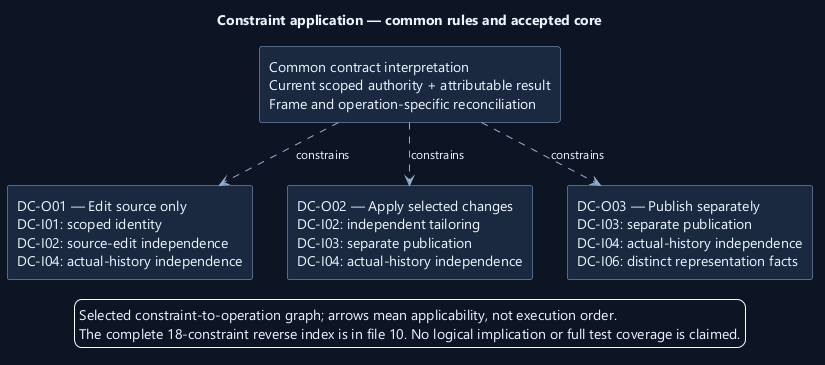 Constraint application — common rules and accepted core
Common contract interpretation
Current scoped authority + attributable result
Frame and operation-specific reconciliation
constrains
constrains
constrains
DC-O01 — Edit source only
DC-I01: scoped identity
DC-I02: source-edit independence
DC-I04: actual-history independence
DC-O02 — Apply selected changes
DC-I02: independent tailoring
DC-I03: separate publication
DC-I04: actual-history independence
DC-O03 — Publish separately
DC-I03: separate publication
DC-I04: actual-history independence
DC-I06: distinct representation facts
Selected constraint-to-operation graph; arrows mean applicability, not execution order.
The complete 18-constraint reverse index is in file 10. No logical implication or full test coverage is claimed.